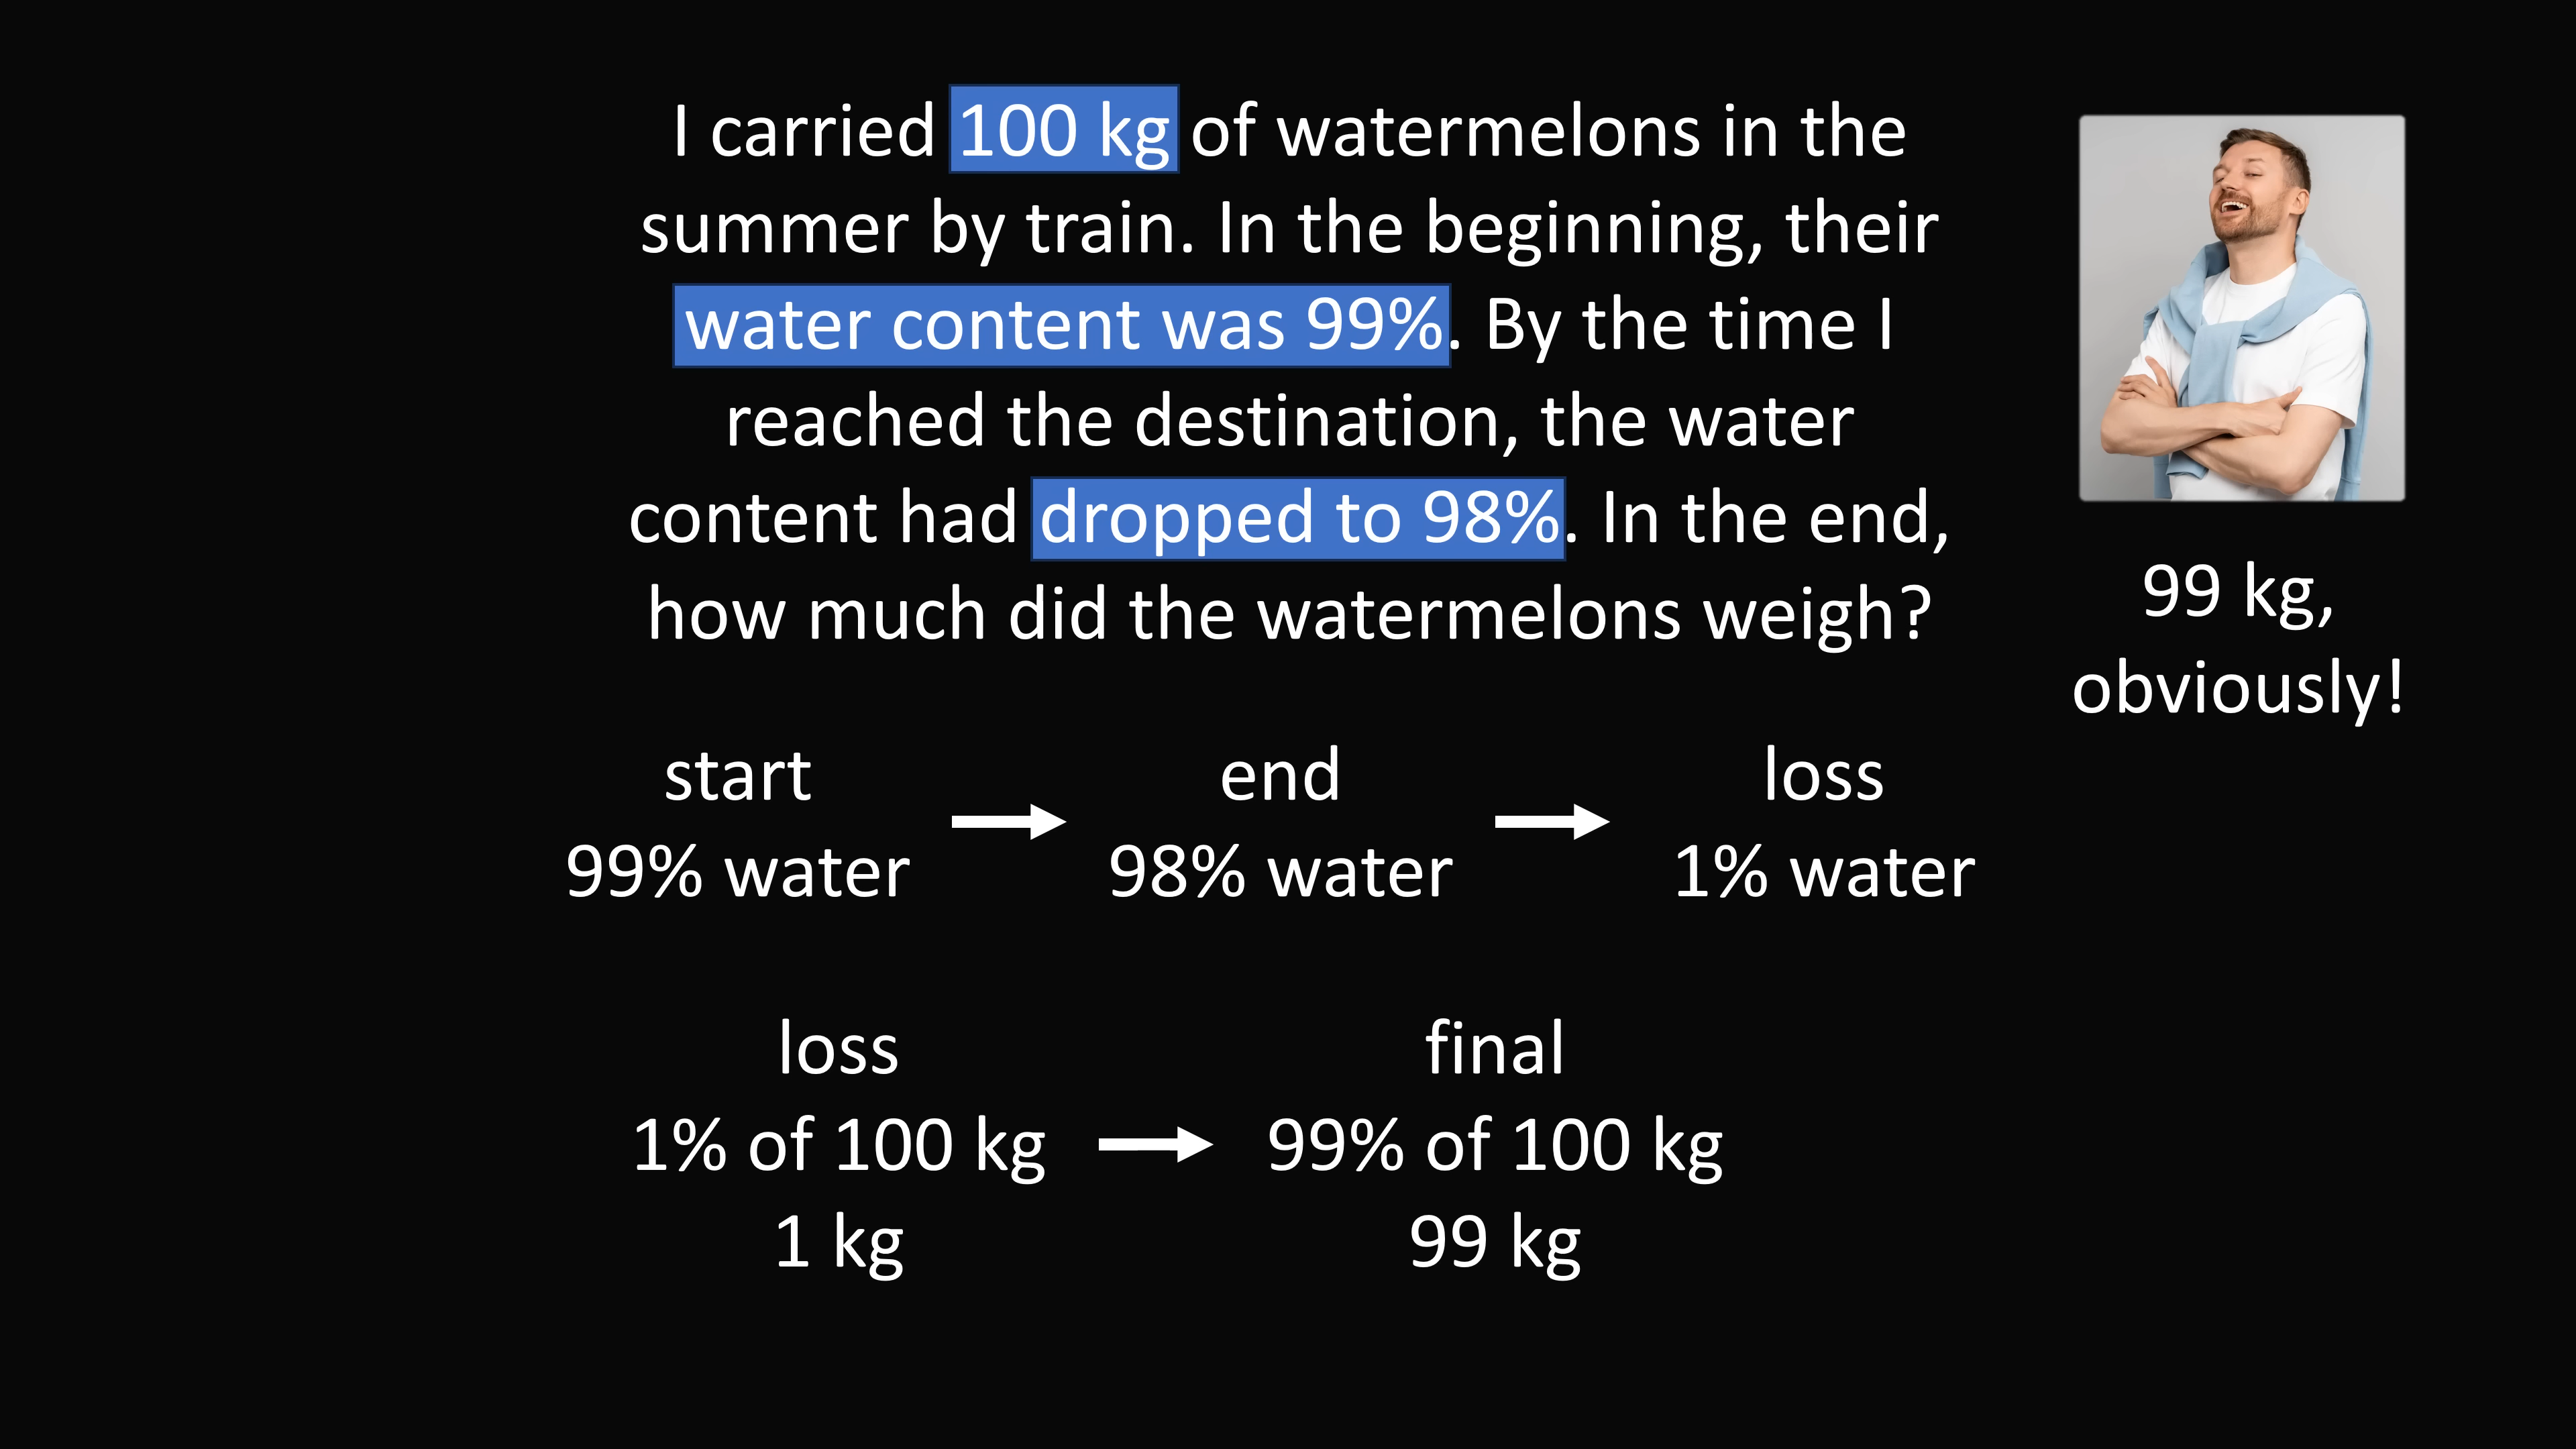 I carried 100 kg of watermelons in the
summer by train. In the beginning, their
water content was 99%. By the time I
reached the destination, the water
content had dropped to 98%. In the end,
how much did the watermelons weigh?
99 kg,
obviously!
start
99% water
end
98% water
loss
1% water
loss
1% of 100 kg
1 kg
final
99% of 100 kg
99 kg